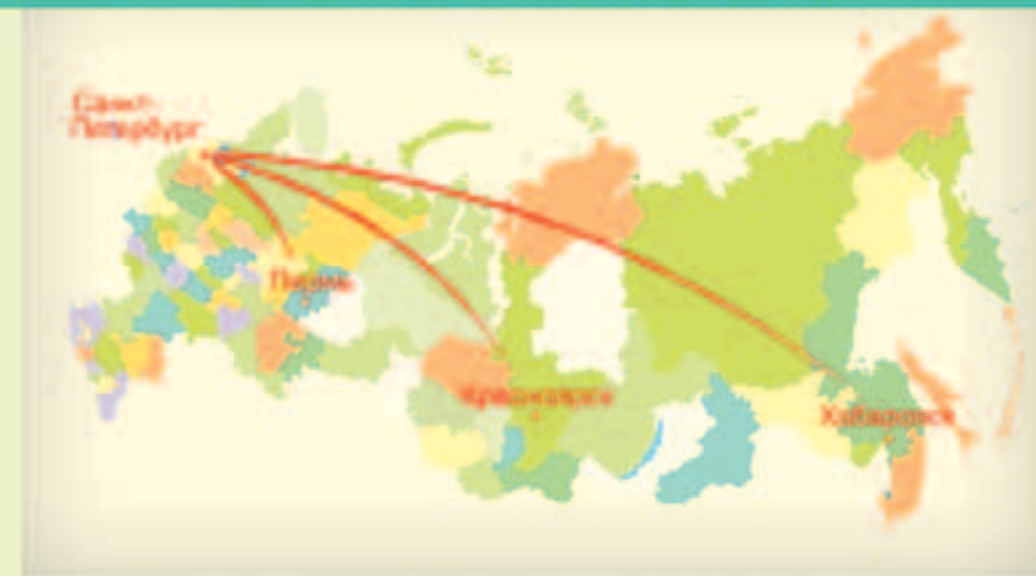 Санкт-
Петербург
Пермь
Красноярск
Хабаровск